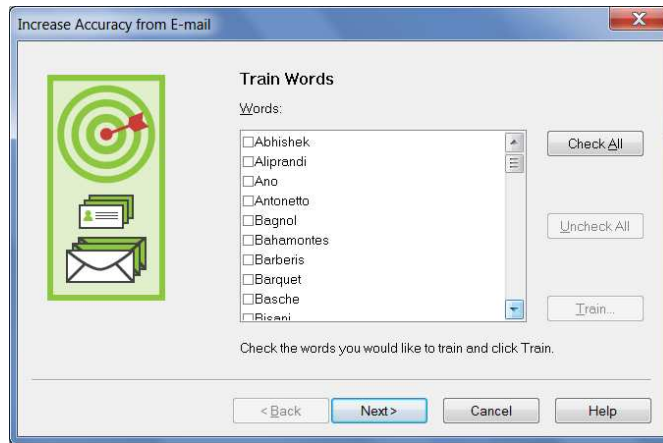 Increase Accuracy from E-mail
Train Words
Words:
Abhishek
Aliprandi
Ano
Antonetto
Bagnol
Bahamontes
Barberis
Barquet
Basche
Bisani
Check All
Uncheck All
Train...
Check the words you would like to train and click Train.
< Back
Next >
Cancel
Help